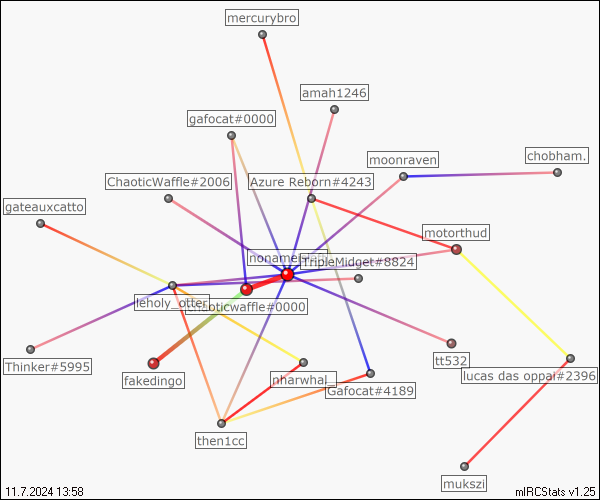 mercurybro
amah1246
gafocat#0000
moonraven
chobham.
ChaoticWaffle#2006
Azure Reborn#4243
gateauxcatto
motorthud
TripleMidget#8824
leholy_otter
chaoticwaffle#0000
Thinker#5995
tt532
fakedingo
nharwhal_
lucas das oppai#2396
Gafocat#4189
then1cc
mukszi
11.7.2024 13:58
mIRCStats v1.25